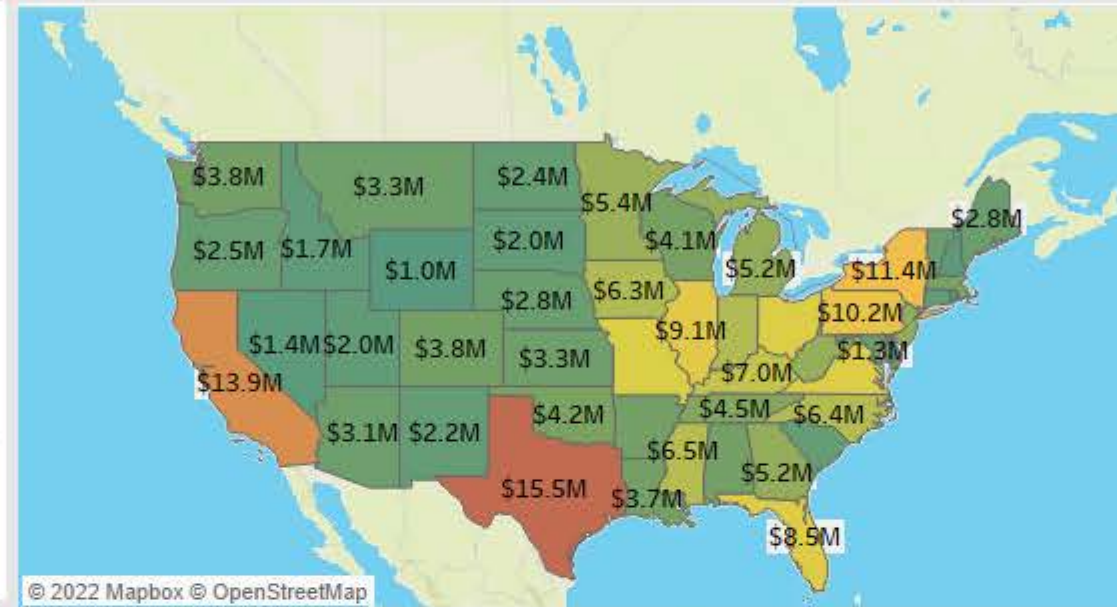 $3.8M
$3.3M
$2.4M
$5.4M
$2.8M
$2.5M
$1.7M
$1.0M
$2.0M
$4.1M
$5.2M
$11.4M
$2.8M
$6.3M
$9.1M
$10.2M
$1.4M
$2.0M
$3.8M
$3.3M
$7.0M
$1.3M
$13.9M
$3.1M
$2.2M
$4.2M
$4.5M
$6.4M
$6.5M
$5.2M
$15.5M
$3.7M
$8.5M
© 2022 Mapbox © OpenStreetMap